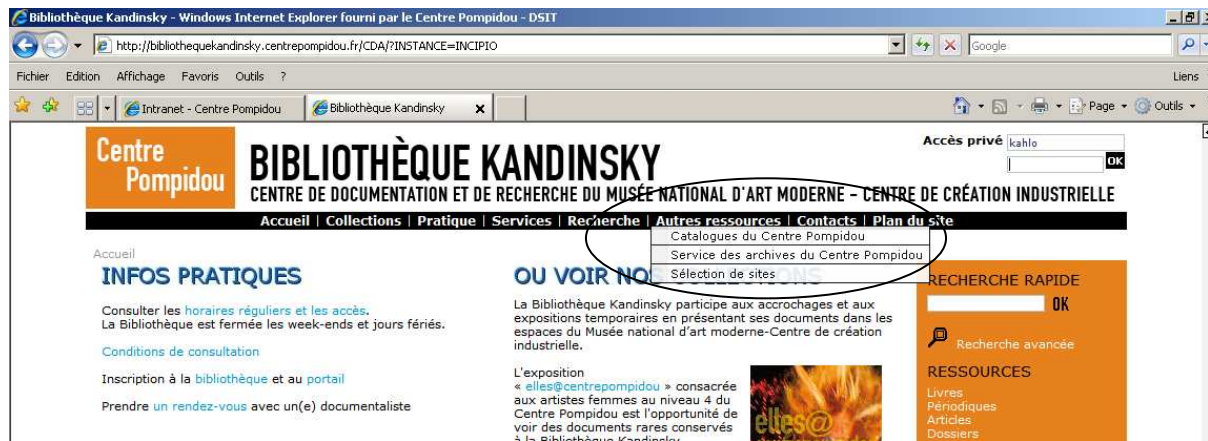 Bibliothèque Kandinsky - Windows Internet Explorer fourni par le Centre Pompidou - DSIT
http://bibliothequekandinsky.centrepompidou.fr/CDA/?INSTANCE=INCIPIO
Google
Fichier Edition Affichage Favoris Outils ?
Liens
Intranet - Centre Pompidou
Bibliothèque Kandinsky
Page
Outils
Centre
Pompidou
BIBLIOTHÈQUE KANDINSKY
CENTRE DE DOCUMENTATION ET DE RECHERCHE DU MUSÉE NATIONAL D'ART MODERNE – CENTRE DE CRÉATION INDUSTRIELLE
Accès privé kahlo
OK
Accueil | Collections | Pratique | Services | Recherche | Autres ressources | Contacts | Plan du site
Catalogues du Centre Pompidou
Service des archives du Centre Pompidou
Sélection de sites
Accueil
INFOS PRATIQUES
Consulter les horaires réguliers et les accès.
La Bibliothèque est fermée les week-ends et jours fériés.
Conditions de consultation
Inscription à la bibliothèque et au portail
Prendre un rendez-vous avec un(e) documentaliste
OU VOIR NOS COLLECTIONS
La Bibliothèque Kandinsky participe aux accrochages et aux
expositions temporaires en présentant ses documents dans les
espaces du Musée national d'art moderne-Centre de création
industrielle.
L'exposition
« elles@centrepompidou » consacrée
aux artistes femmes au niveau 4 du
Centre Pompidou est l'opportunité de
voir des documents rares conservés
à la Bibliothèque Kandinsky
elles@
RECHERCHE RAPIDE
OK
Recherche avancée
RESSOURCES
Livres
Périodiques
Articles
Dossiers